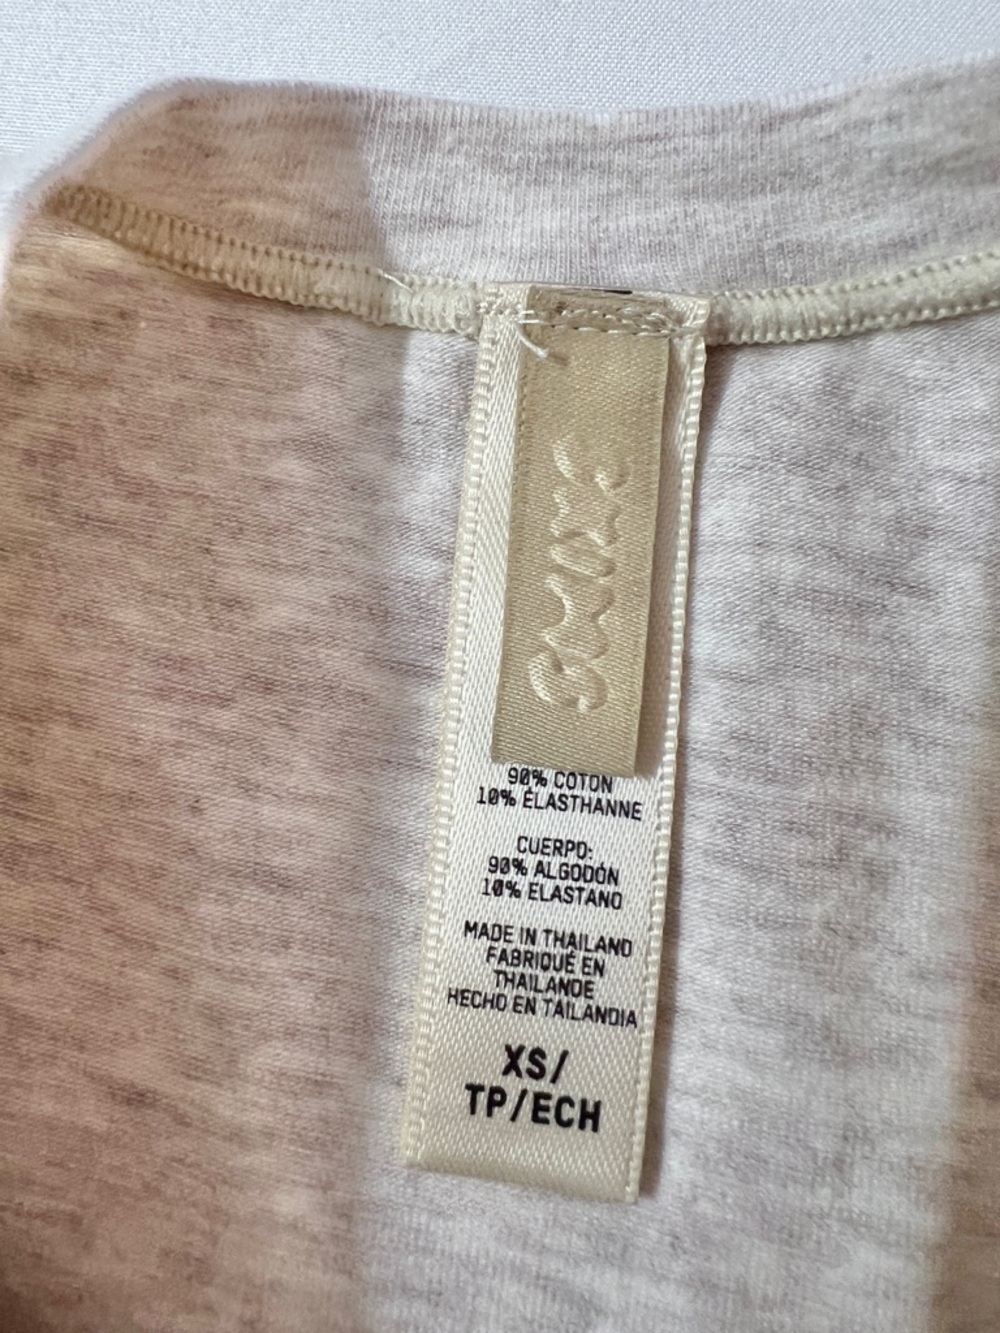 SKIMS
90% COTON
10% ÉLASTHANNE
CUERPO:
90% ALGODÓN
10% ELASTANO
MADE IN THAILAND
FABRIQUÉ EN
THAILANDE
HECHO EN TAILANDIA
XS/
TP/ECH